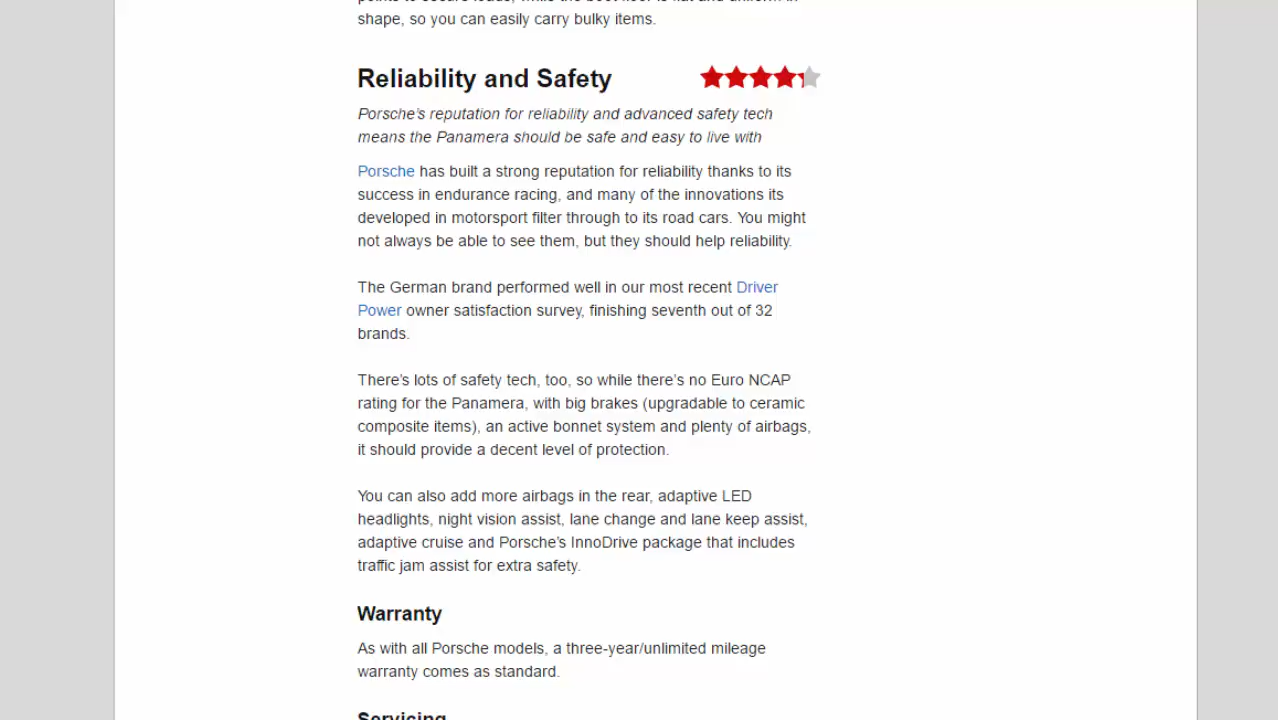 shape, so you can easily carry bulky items.
Reliability and Safety
Porsche's reputation for reliability and advanced safety tech
means the Panamera should be safe and easy to live with
Porsche has built a strong reputation for reliability thanks to its
success in endurance racing, and many of the innovations its
developed in motorsport filter through to its road cars. You might
not always be able to see them, but they should help reliability.
The German brand performed well in our most recent Driver
Power owner satisfaction survey, finishing seventh out of 32
brands.
There's lots of safety tech, too, so while there's no Euro NCAP
rating for the Panamera, with big brakes (upgradable to ceramic
composite items), an active bonnet system and plenty of airbags,
it should provide a decent level of protection.
You can also add more airbags in the rear, adaptive LED
headlights, night vision assist, lane change and lane keep assist,
adaptive cruise and Porsche's InnoDrive package that includes
traffic jam assist for extra safety.
Warranty
As with all Porsche models, a three-year/unlimited mileage
warranty comes as standard.
Servicing